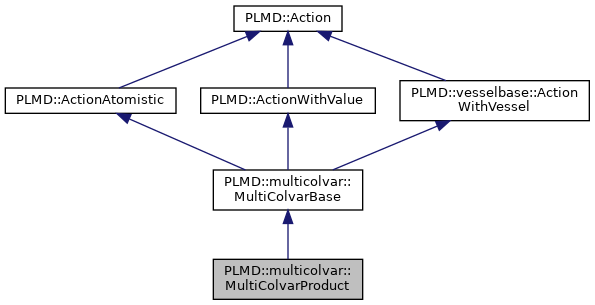 PLMD::Action
PLMD::ActionAtomistic
PLMD::ActionWithValue
PLMD::vesselbase::Action
WithVessel
PLMD::multicolvar::
MultiColvarBase
PLMD::multicolvar::
MultiColvarProduct